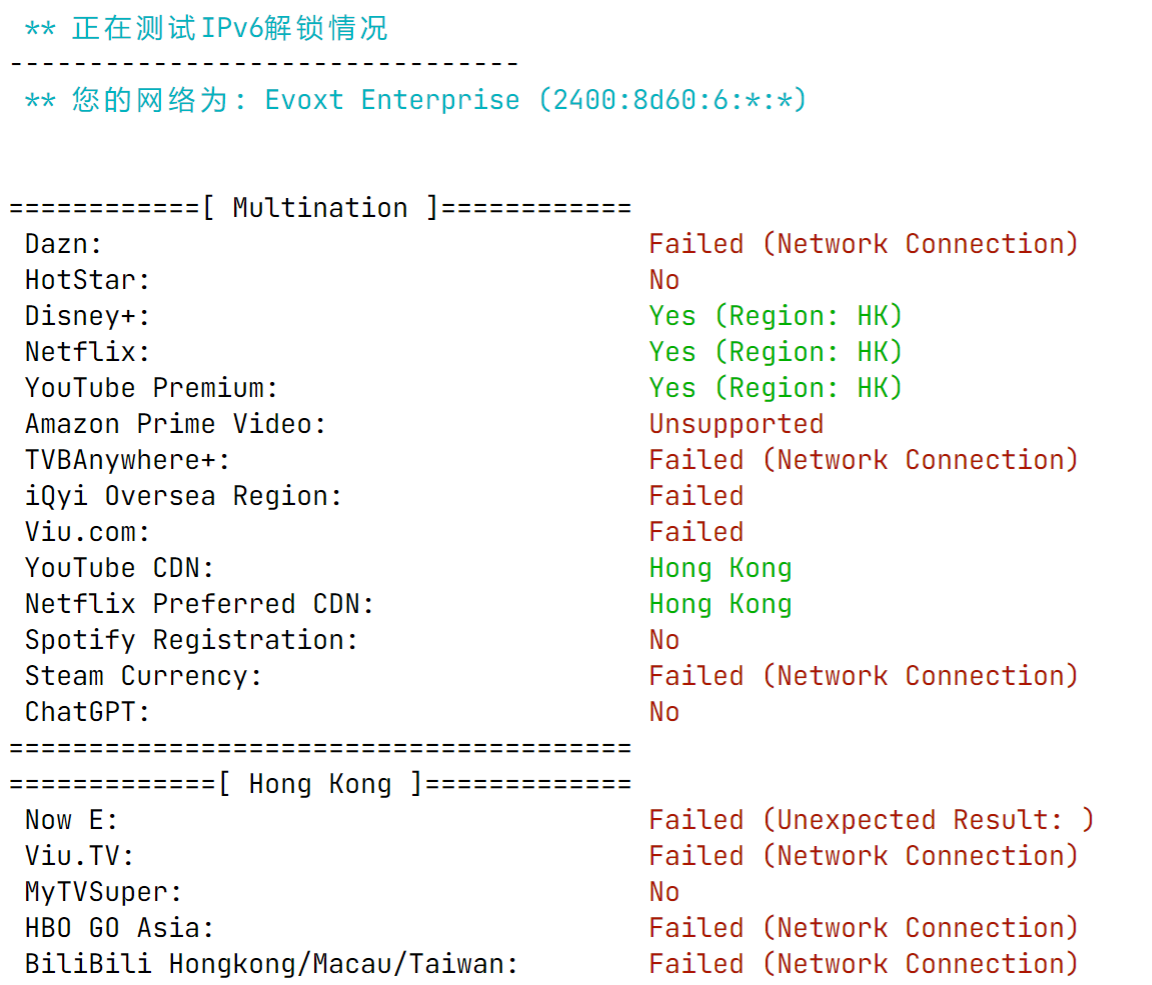 ** 正在测试IPv6解锁情况
--------------------------------
** 您的网络为: Evoxt Enterprise (2400:8d60:6:*:*)
============[ Multination ]============
Dazn: Failed (Network Connection)
HotStar: No
Disney+: Yes (Region: HK)
Netflix: Yes (Region: HK)
YouTube Premium: Yes (Region: HK)
Amazon Prime Video: Unsupported
TVBAnywhere+: Failed (Network Connection)
iQyi Oversea Region: Failed
Viu.com: Failed
YouTube CDN: Hong Kong
Netflix Preferred CDN: Hong Kong
Spotify Registration: No
Steam Currency: Failed (Network Connection)
ChatGPT: No
=======================================
=============[ Hong Kong ]=============
Now E: Failed (Unexpected Result: )
Viu.TV: Failed (Network Connection)
MyTVSuper: No
HBO GO Asia: Failed (Network Connection)
BiliBili Hongkong/Macau/Taiwan: Failed (Network Connection)